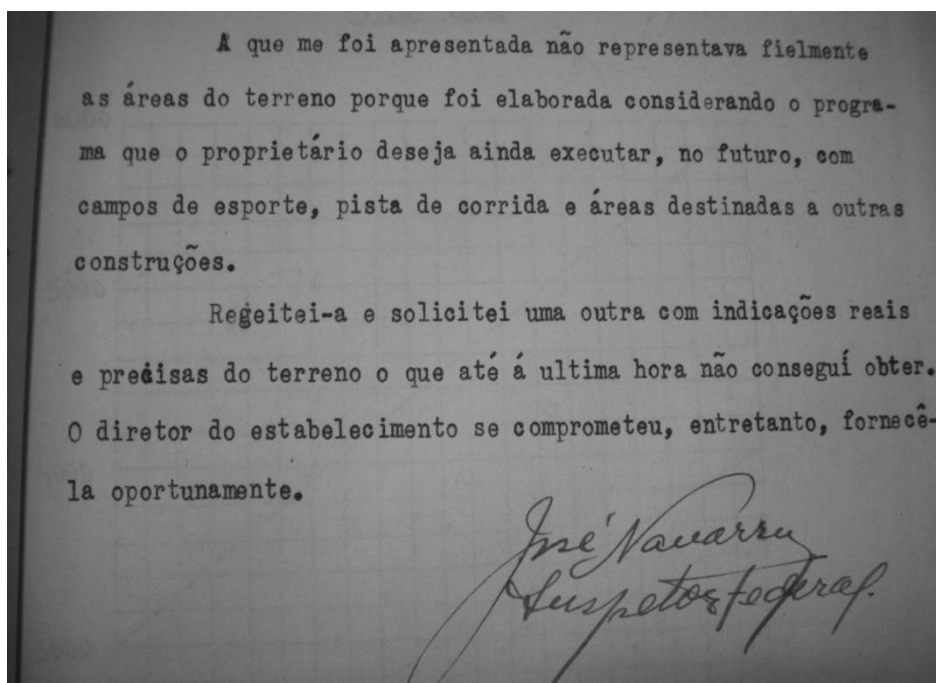 A que me foi apresentada não representava fielmente
as áreas do terreno porque foi elaborada considerando o progra-
ma que o proprietário deseja ainda executar, no futuro, com
campos de esporte, pista de corrida e áreas destinadas a outras
construções.
Regeitei-a e solicitei uma outra com indicações reais
e precisas do terreno o que até á ultima hora não conseguí obter.
O diretor do estabelecimento se comprometeu, entretanto, fornecê-
la oportunamente.
José Navarro
Inspetor federal.